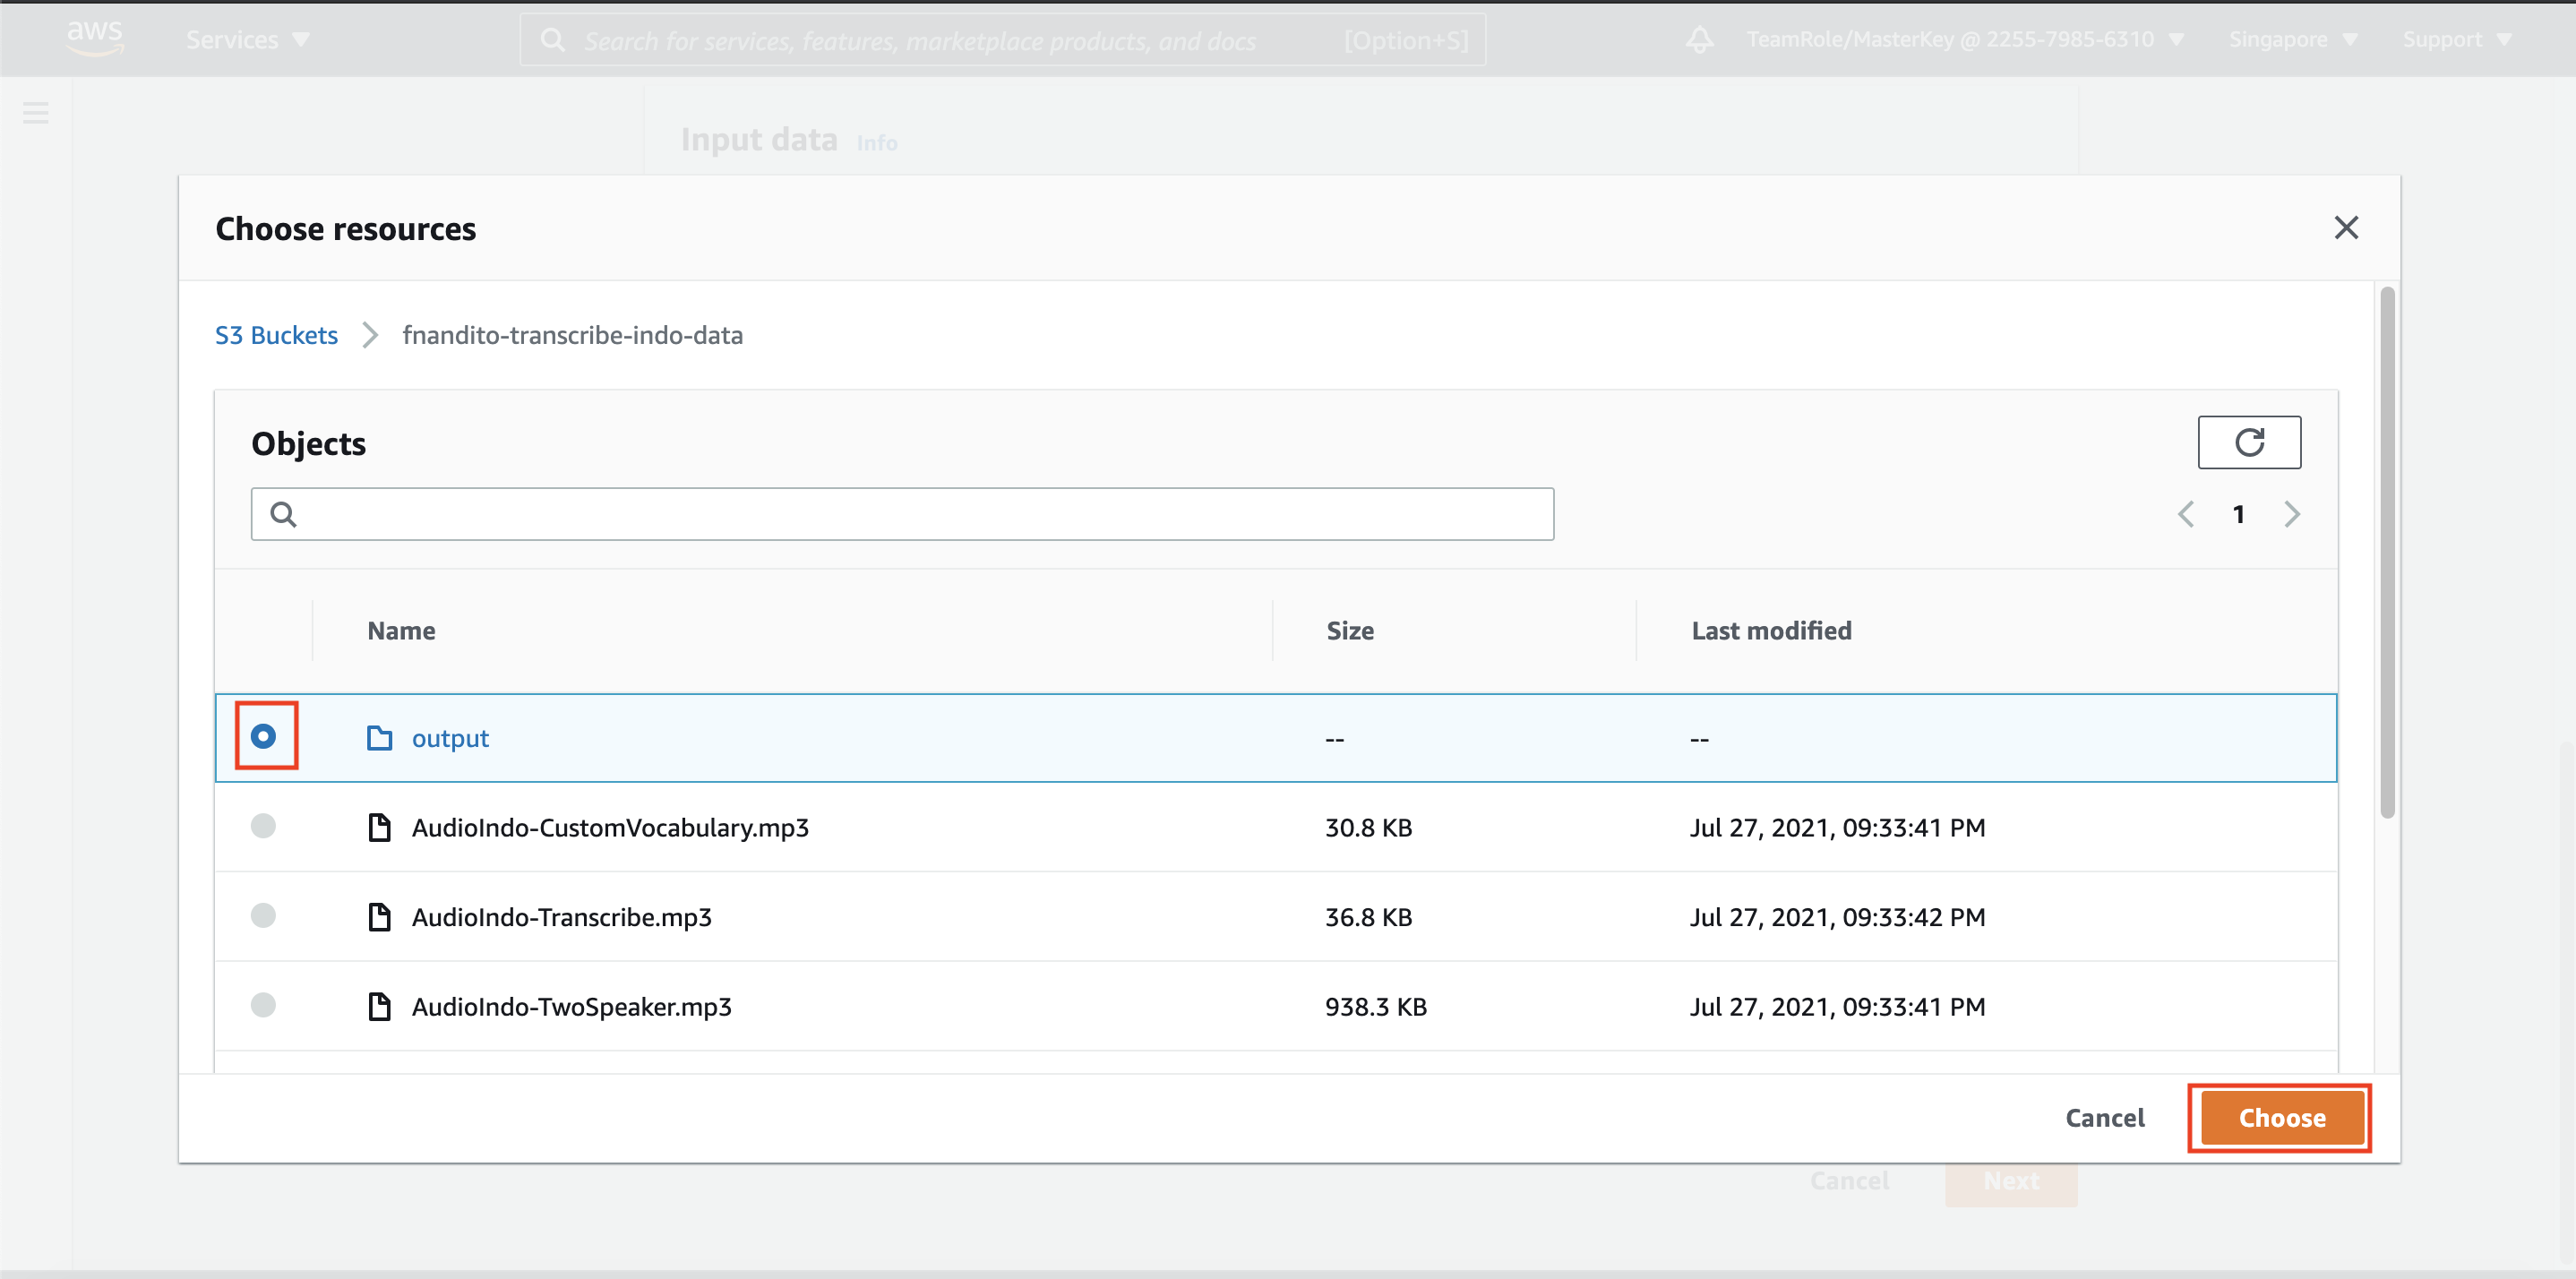 aws Services Search for services, features, marketplace products, and docs [Option+S] TeamRole/MasterKey @ 2255-7985-6310 Singapore Support
Input data Info
Choose resources
S3 Buckets fnandito-transcribe-indo-data
Objects
1
Name Size Last modified
output -- --
AudioIndo-CustomVocabulary.mp3 30.8 KB Jul 27, 2021, 09:33:41 PM
AudioIndo-Transcribe.mp3 36.8 KB Jul 27, 2021, 09:33:42 PM
AudioIndo-TwoSpeaker.mp3 938.3 KB Jul 27, 2021, 09:33:41 PM
Cancel Choose
Cancel Next